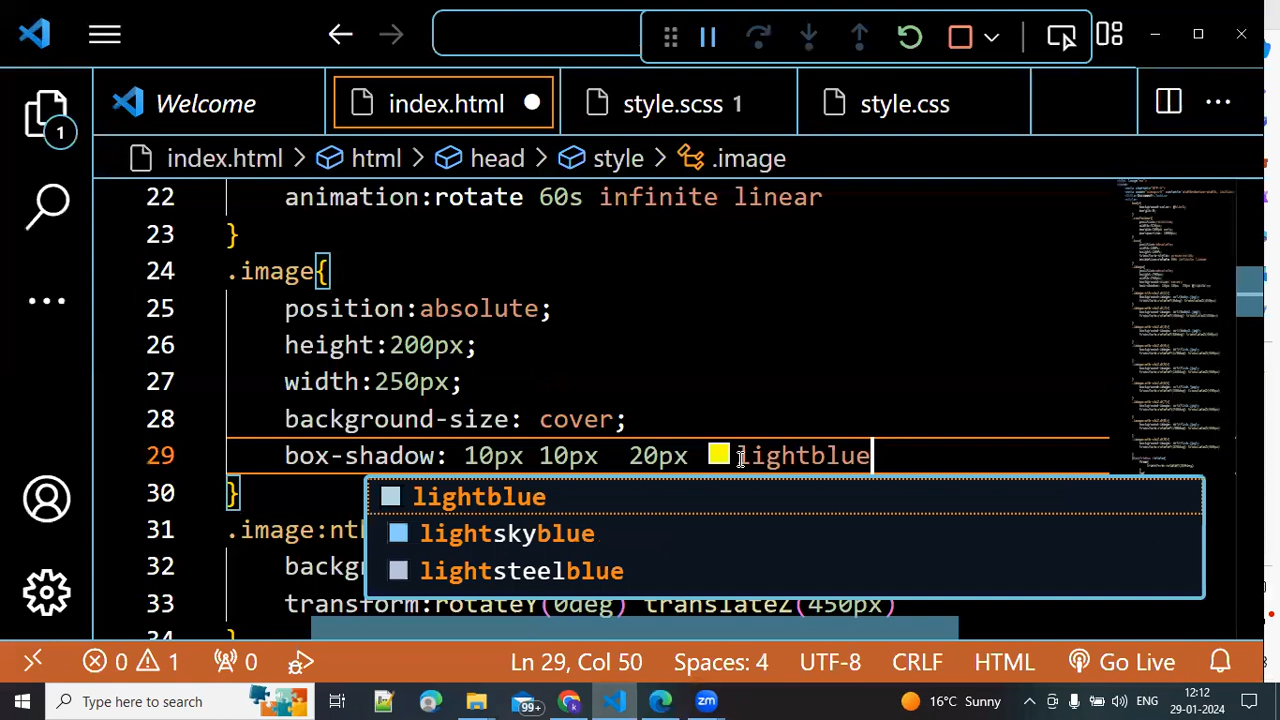 Welcome
index.html
style.scss 1
style.css
index.html > html > head > style > .image
1
22 animation:rotate 60s infinite linear
23 }
24 .image{
25 position:absolute;
26 height:200px;
27 width:250px;
28 background-size: cover;
29 box-shadow: 10px 10px 20px lightblue
lightblue
lightskyblue
lightsteelblue
30 }
31 .image:nt
32 backg
33 transform:rotateY(0deg) translateZ(450px)
34 }
0 1 0 Ln 29, Col 50 Spaces: 4 UTF-8 CRLF HTML Go Live
Type here to search
99+
zm
16°C Sunny
ENG
12:12
29-01-2024